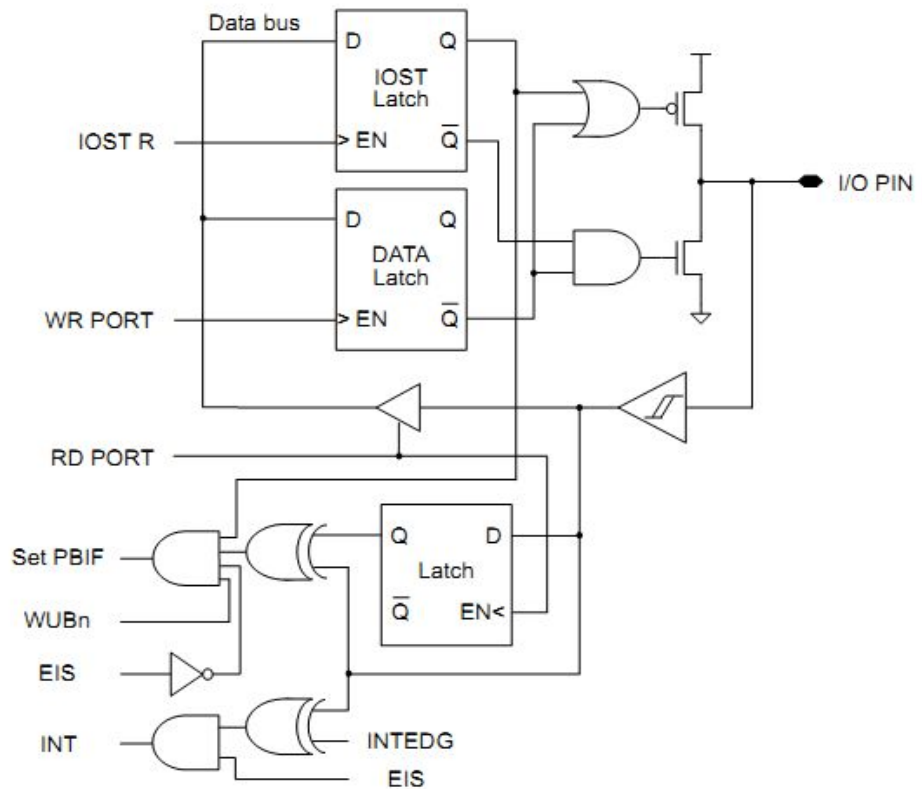 Data bus
D Q
IOST
Latch
IOST R
> EN Q̅
D Q
DATA
Latch
WR PORT
> EN Q̅
I/O PIN
RD PORT
Q D
Latch
Q̅ EN<
Set PBIF
WUBn
EIS
INT
INTEDG
EIS